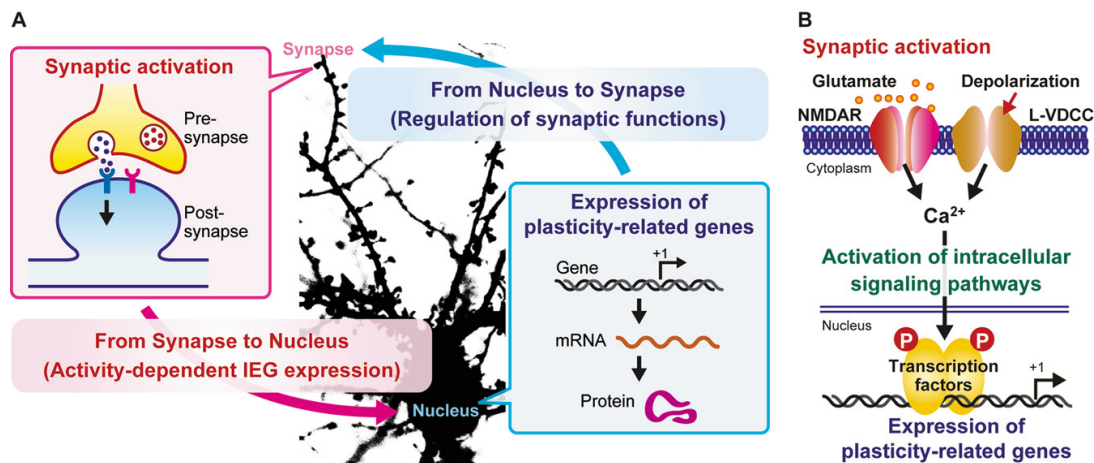 A
Synapse
Synaptic activation
Pre-
synapse
Post-
synapse
From Nucleus to Synapse
(Regulation of synaptic functions)
Expression of
plasticity-related genes
+1
Gene
mRNA
Protein
From Synapse to Nucleus
(Activity-dependent IEG expression)
Nucleus
B
Synaptic activation
Glutamate
Depolarization
NMDAR
L-VDCC
Cytoplasm
Ca²⁺
Activation of intracellular
signaling pathways
Nucleus
P
P
Transcription
factors
+1
Expression of
plasticity-related genes